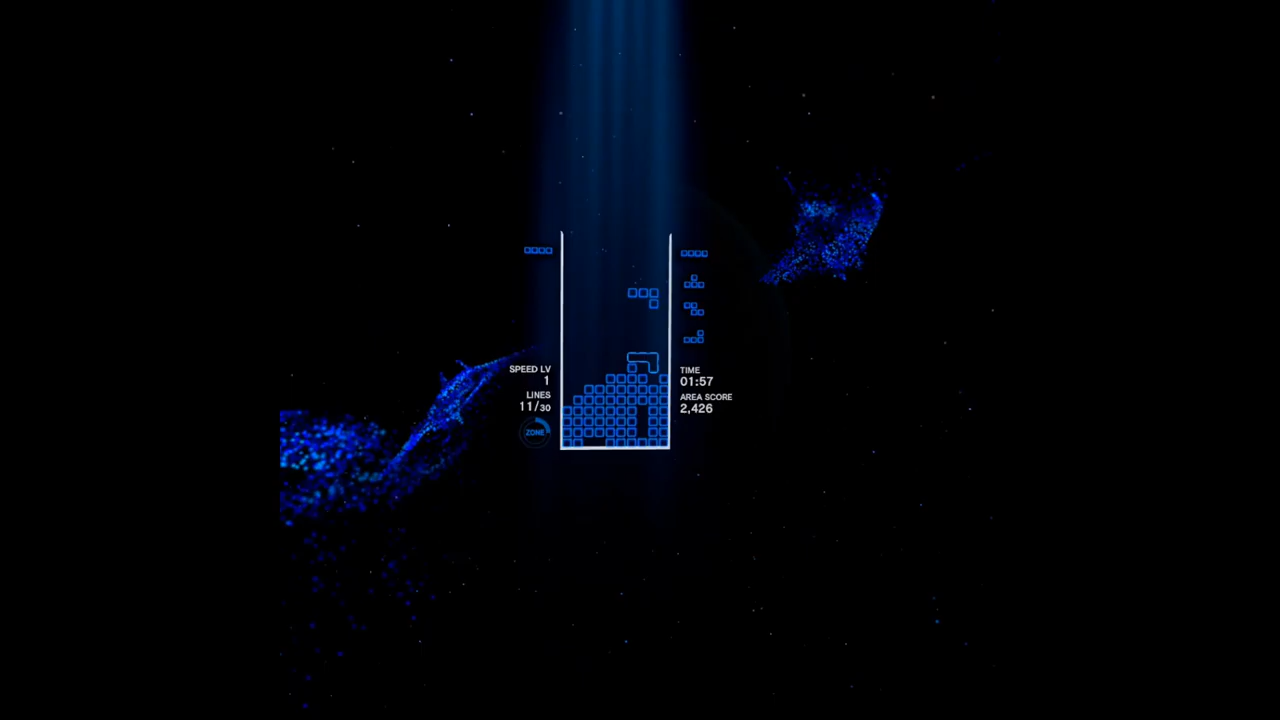 SPEED LV
1
LINES
11/30
ZONE
TIME
01:57
AREA SCORE
2,426